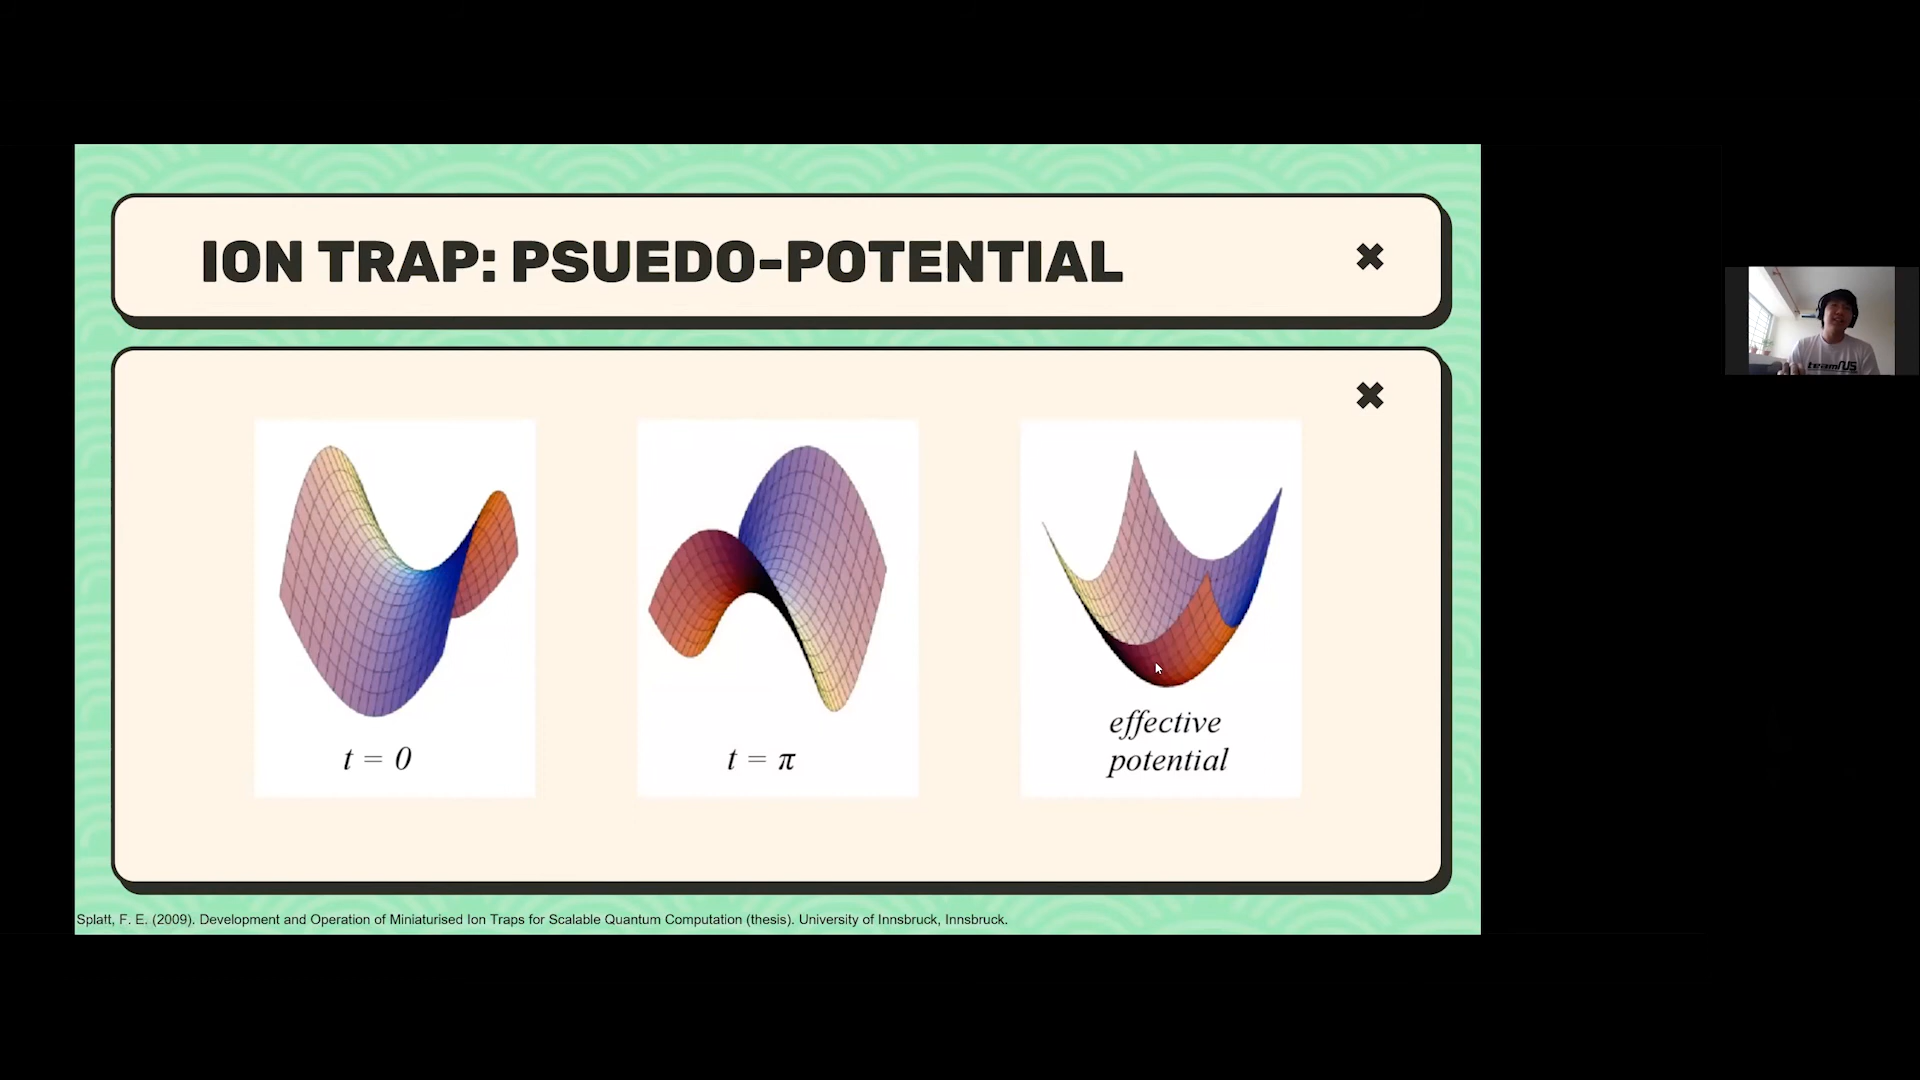 ION TRAP: PSUEDO-POTENTIAL
t = 0
t = π
effective
potential
Splatt, F. E. (2009). Development and Operation of Miniaturised Ion Traps for Scalable Quantum Computation (thesis). University of Innsbruck, Innsbruck.
teamNUS